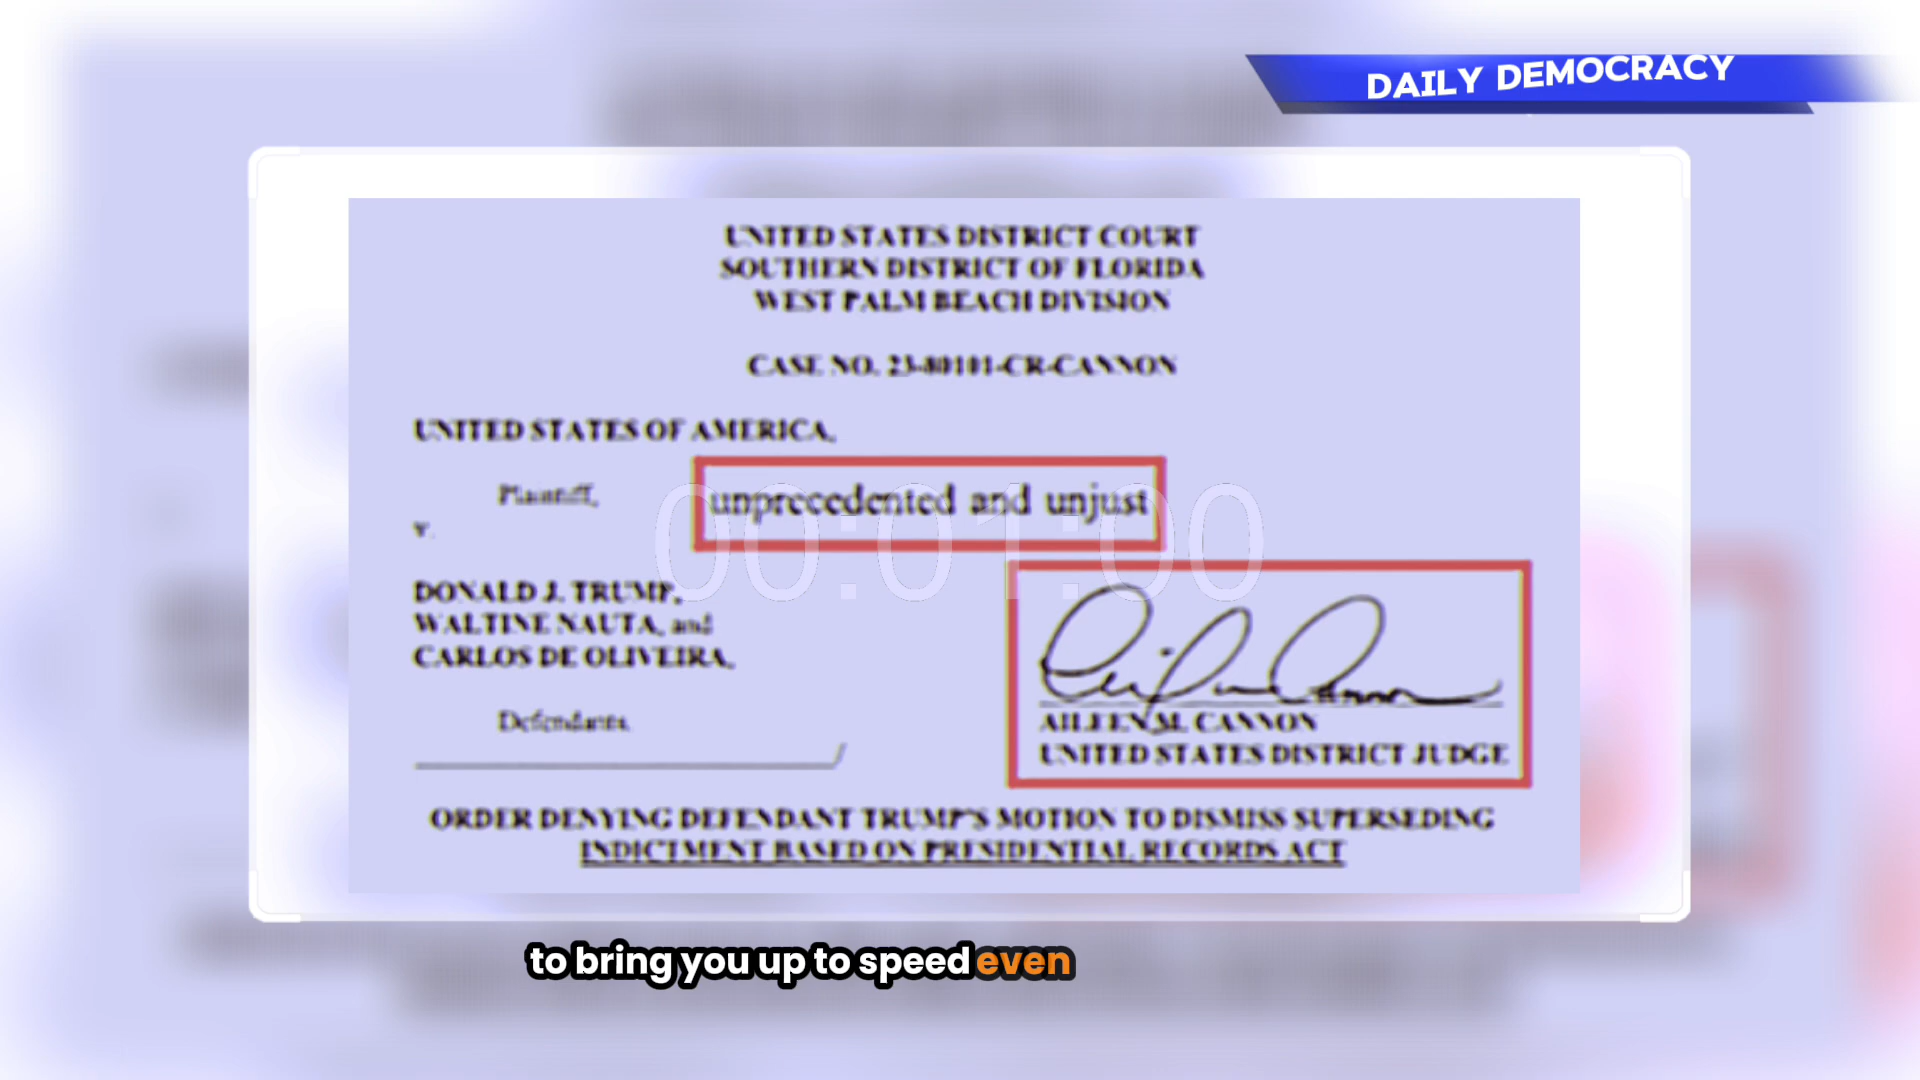 DAILY DEMOCRACY
UNITED STATES DISTRICT COURT
SOUTHERN DISTRICT OF FLORIDA
WEST PALM BEACH DIVISION
CASE NO. 23-80101-CR-CANNON
UNITED STATES OF AMERICA,
Plaintiff,
unprecedented and unjust
v.
00:01:00
DONALD J. TRUMP,
WALTINE NAUTA, and
CARLOS DE OLIVEIRA,
Defendants.
/
Aileen Cannon
AILEEN M. CANNON
UNITED STATES DISTRICT JUDGE
ORDER DENYING DEFENDANT TRUMP'S MOTION TO DISMISS SUPERSEDING
INDICTMENT BASED ON PRESIDENTIAL RECORDS ACT
to bring you up to speed even